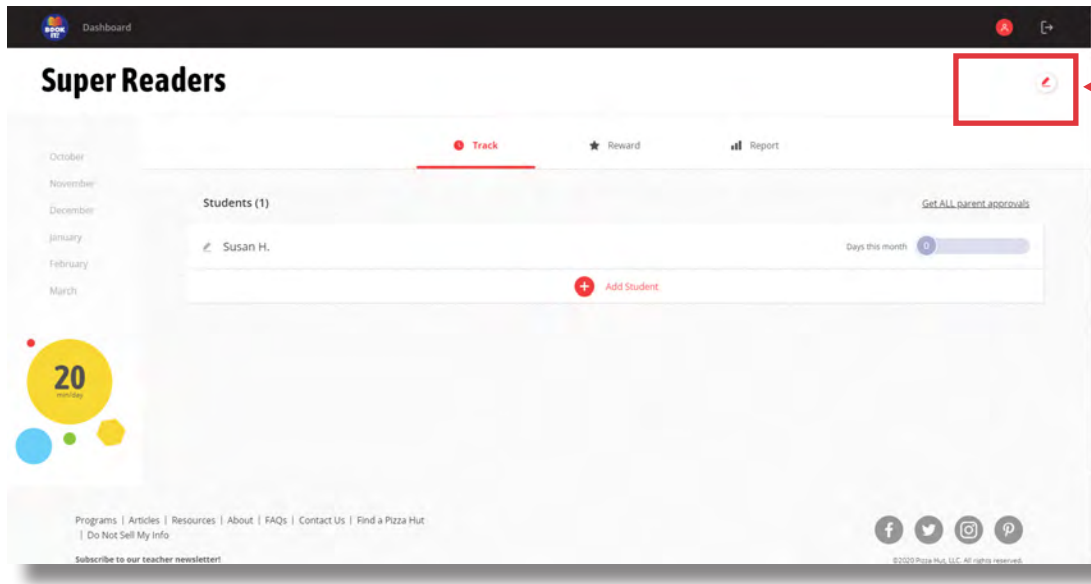 BOOK IT!
Dashboard
Super Readers
October
November
December
January
February
March
20
min/day
Track
Reward
Report
Students (1)
Get ALL parent approvals
Susan H.
Days this month 0
Add Student
Programs | Articles | Resources | About | FAQs | Contact Us | Find a Pizza Hut
| Do Not Sell My Info
Subscribe to our teacher newsletter!
©2020 Pizza Hut, LLC. All rights reserved.